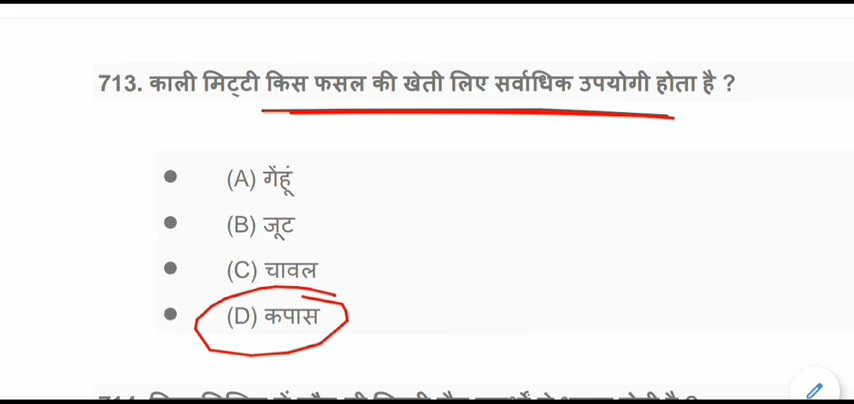 713. काली मिट्टी किस फसल की खेती लिए सर्वाधिक उपयोगी होता है ?
(A) गेंहूं
(B) जूट
(C) चावल
(D) कपास